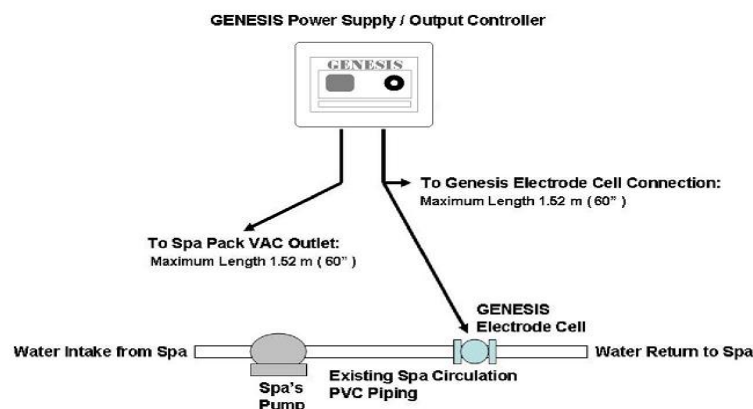 GENESIS Power Supply / Output Controller
GENESIS
To Genesis Electrode Cell Connection:
Maximum Length 1.52 m ( 60" )
To Spa Pack VAC Outlet:
Maximum Length 1.52 m ( 60" )
GENESIS
Electrode Cell
Water Intake from Spa
Water Return to Spa
Spa's
Pump
Existing Spa Circulation
PVC Piping